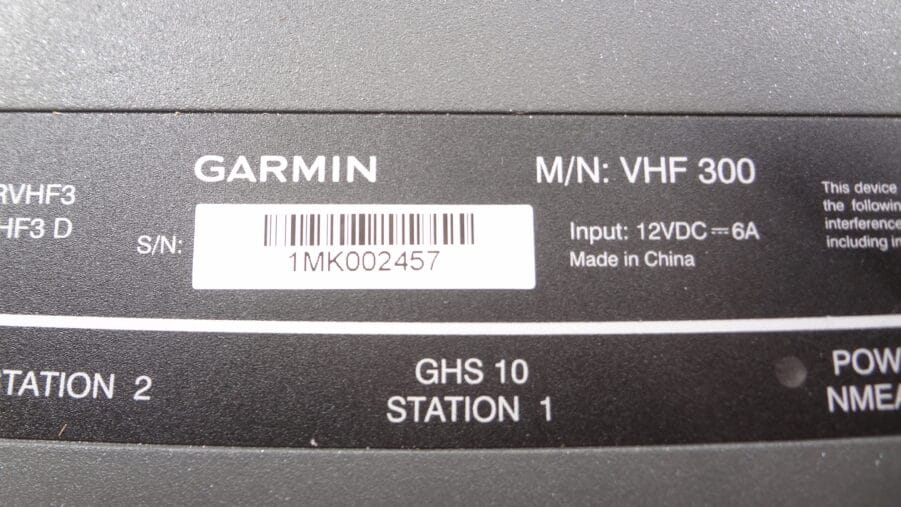 GARMIN
M/N: VHF 300
RVHF3
HF3 D
S/N:
1MK002457
Input: 12VDC⎓6A
Made in China
This device
the followin
interference
including in
TATION 2
GHS 10
STATION 1
POW
NMEA